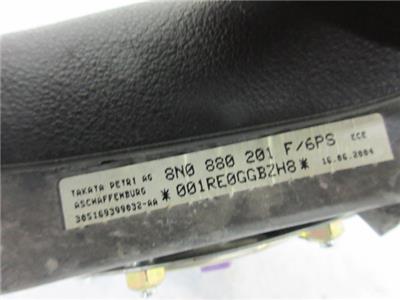 TAKATA PETRI AG
ASCHAFFENBURG
305169399032-AA
8N0 880 201 F/6PS
*001RE0GGBZH8*
ECE
16.06.2004